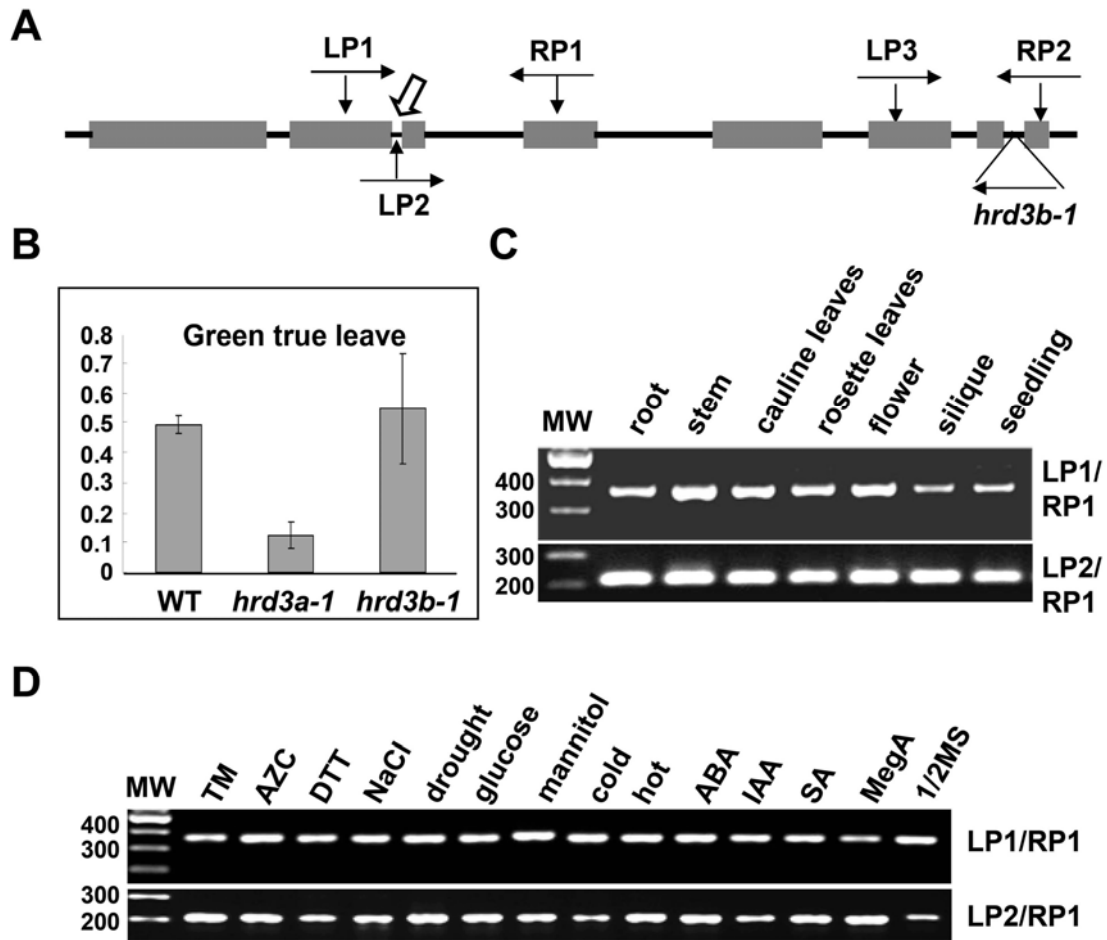 A
LP1
RP1
LP3
RP2
LP2
hrd3b-1
B
Green true leave
0.8
0.7
0.6
0.5
0.4
0.3
0.2
0.1
0
WT hrd3a-1 hrd3b-1
C
MW root stem cauline leaves rosette leaves flower silique seedling
400
300
LP1/
RP1
300
200
LP2/
RP1
D
MW TM AZC DTT NaCl drought glucose mannitol cold hot ABA IAA SA MegA 1/2MS
400
300
LP1/RP1
300
200
LP2/RP1